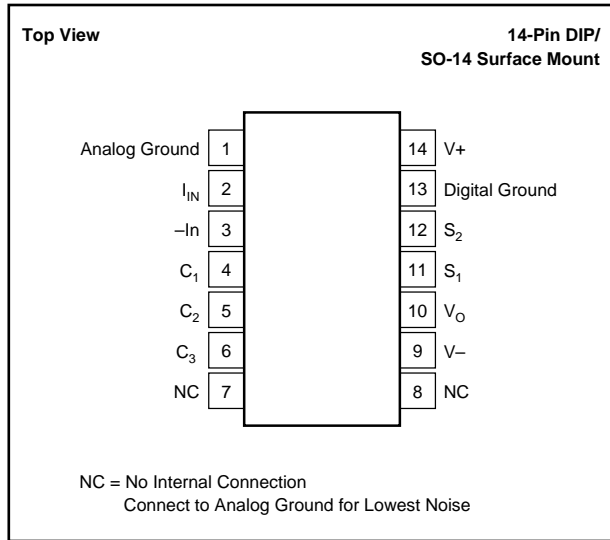 Top View
14-Pin DIP/
SO-14 Surface Mount
Analog Ground 1
I_IN 2
–In 3
C_1 4
C_2 5
C_3 6
NC 7
14 V+
13 Digital Ground
12 S_2
11 S_1
10 V_O
9 V–
8 NC
NC = No Internal Connection
Connect to Analog Ground for Lowest Noise